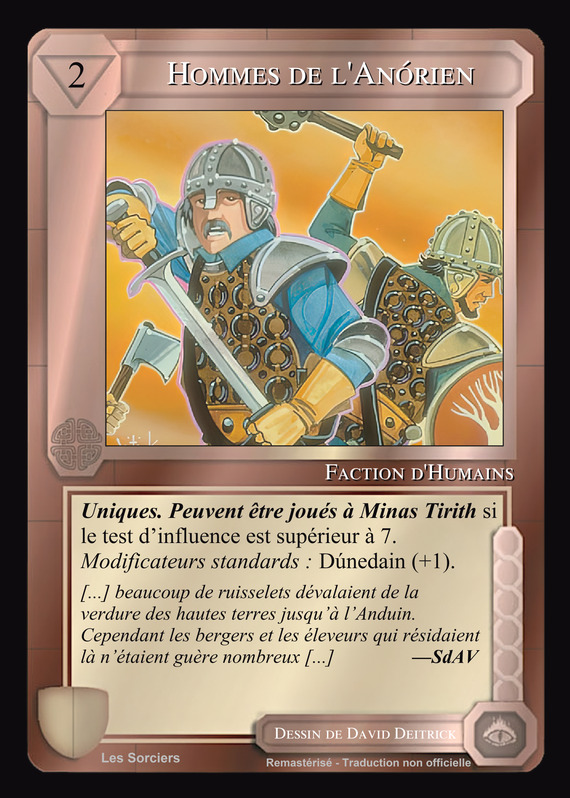 2
HOMMES DE L'ANÓRIEN
FACTION D'HUMAINS
Uniques. Peuvent être joués à Minas Tirith si
le test d’influence est supérieur à 7.
Modificateurs standards : Dúnedain (+1).
[...] beaucoup de ruisselets dévalaient de la
verdure des hautes terres jusqu’à l’Anduin.
Cependant les bergers et les éleveurs qui résidaient
là n’étaient guère nombreux [...] —SdAV
DESSIN DE DAVID DEITRICK
Les Sorciers
Remastérisé - Traduction non officielle